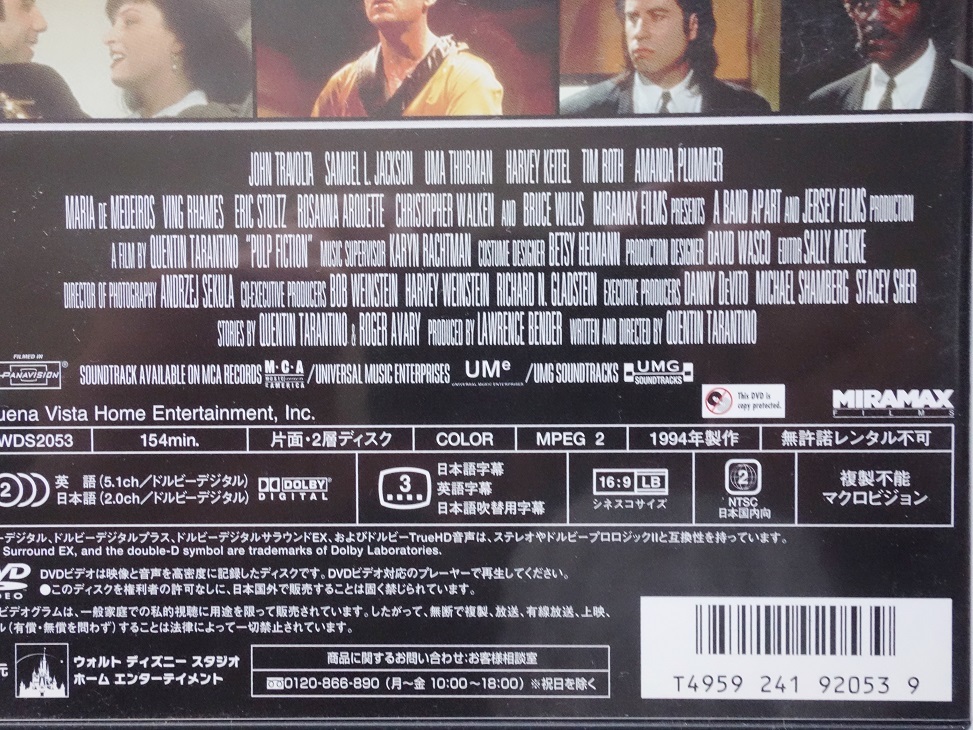 JOHN TRAVOLTA SAMUEL L. JACKSON UMA THURMAN HARVEY KEITEL TIM ROTH AMANDA PLUMMER
MARIA DE MEDEIROS VING RHAMES ERIC STOLTZ ROSANNA ARQUETTE CHRISTOPHER WALKEN AND BRUCE WILLIS MIRAMAX FILMS PRESENTS A BAND APART AND JERSEY FILMS PRODUCTION
A FILM BY QUENTIN TARANTINO "PULP FICTION" MUSIC SUPERVISOR KARYN RACHTMAN COSTUME DESIGNER BETSY HEIMANN PRODUCTION DESIGNER DAVID WASCO EDITOR SALLY MENKE
DIRECTOR OF PHOTOGRAPHY ANDRZEJ SEKULA CO-EXECUTIVE PRODUCERS BOB WEINSTEIN HARVEY WEINSTEIN RICHARD N. GLADSTEIN EXECUTIVE PRODUCERS DANNY DEVITO MICHAEL SHAMBERG STACEY SHER
STORIES BY QUENTIN TARANTINO & ROGER AVARY PRODUCED BY LAWRENCE BENDER WRITTEN AND DIRECTED BY QUENTIN TARANTINO
FILMED IN
PANAVISION®
SOUNDTRACK AVAILABLE ON MCA RECORDS M·C·A MUSIC AMERICA /UNIVERSAL MUSIC ENTERPRISES UMe UNIVERSAL MUSIC ENTERPRISES /UMG SOUNDTRACKS UMG SOUNDTRACKS
This DVD is
copy protected.
MIRAMAX
FILMS
uena Vista Home Entertainment, Inc.
WDS2053 154min. 片面・2層ディスク COLOR MPEG 2 1994年製作 無許諾レンタル不可
2 英 語 (5.1ch/ドルビーデジタル)
日本語 (2.0ch/ドルビーデジタル)
DOLBY
DIGITAL
3
日本語字幕
英語字幕
日本語吹替用字幕
16:9 LB
シネスコサイズ
2
NTSC
日本国内向
複製不能
マクロビジョン
ーデジタル、ドルビーデジタルプラス、ドルビーデジタルサラウンドEX、およびドルビーTrueHD音声は、ステレオやドルビープロロジックIIと互換性を持っています。
Surround EX, and the double-D symbol are trademarks of Dolby Laboratories.
DVD
VIDEO
DVDビデオは映像と音声を高密度に記録したディスクです。DVDビデオ対応のプレーヤーで再生してください。
●このディスクを権利者の許可なしに、日本国外で販売することは固く禁じられています。
ビデオグラムは、一般家庭での私的視聴に用途を限って販売されています。したがって、無断で複製、放送、有線放送、上映、
ル(有償・無償を問わず)することは法律によって一切禁止されています。
元
ウォルト ディズニー スタジオ
ホーム エンターテイメント
商品に関するお問い合わせ:お客様相談室
0120-866-890 (月〜金 10:00〜18:00) ※祝日を除く
T4959 241 92053 9